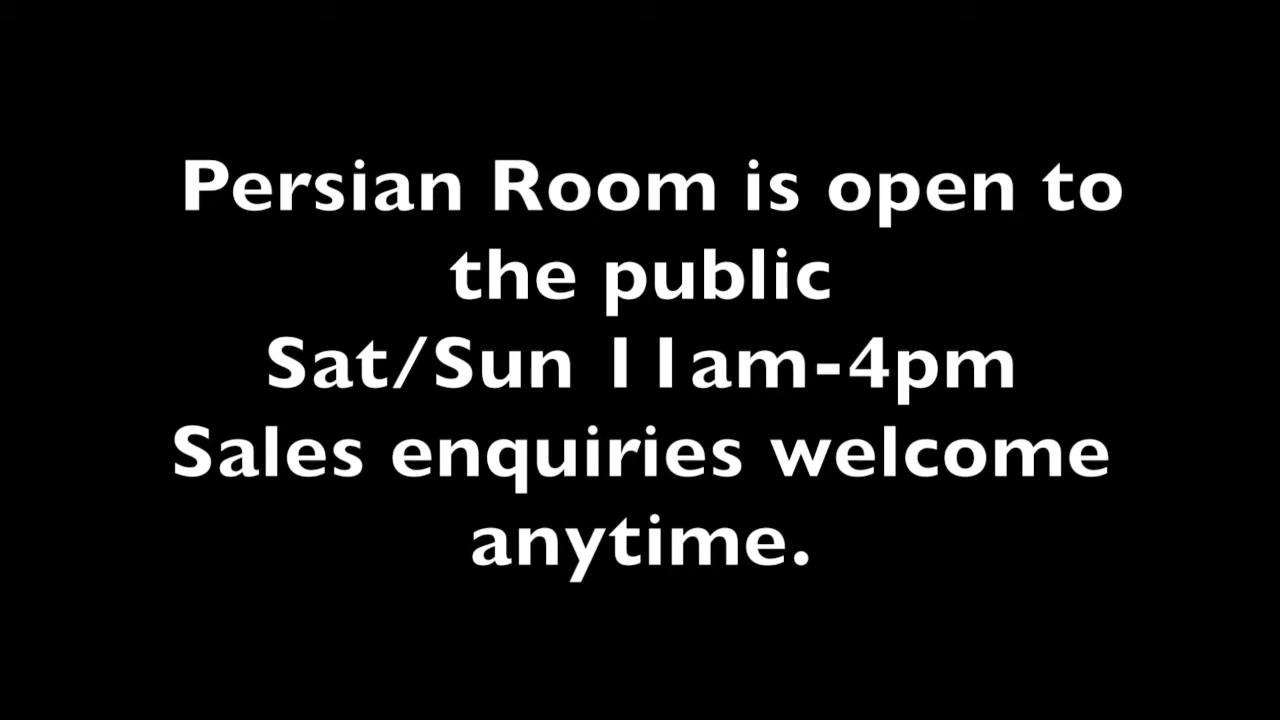 Persian Room is open to
the public
Sat/Sun 11am-4pm
Sales enquiries welcome
anytime.